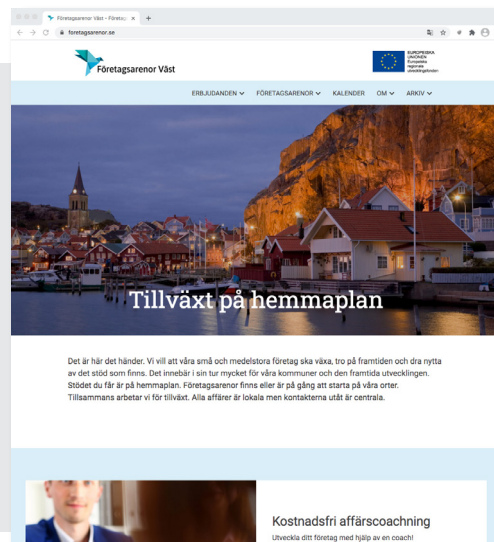 Företagsarenor Väst - Företag
foretagsarenor.se
Företagsarenor Väst
EUROPEISKA
UNIONEN
Europeiska
regionala
utvecklingsfonden
ERBJUDANDEN FÖRETAGSARENOR KALENDER OM ARKIV
Tillväxt på hemmaplan
Det är här det händer. Vi vill att våra små och medelstora företag ska växa, tro på framtiden och dra nytta
av det stöd som finns. Det innebär i sin tur mycket för våra kommuner och den framtida utvecklingen.
Stödet du får är på hemmaplan. Företagsarenor finns eller är på gång att starta på våra orter.
Tillsammans arbetar vi för tillväxt. Alla affärer är lokala men kontakterna utåt är centrala.
Kostnadsfri affärscoachning
Utveckla ditt företag med hjälp av en coach!